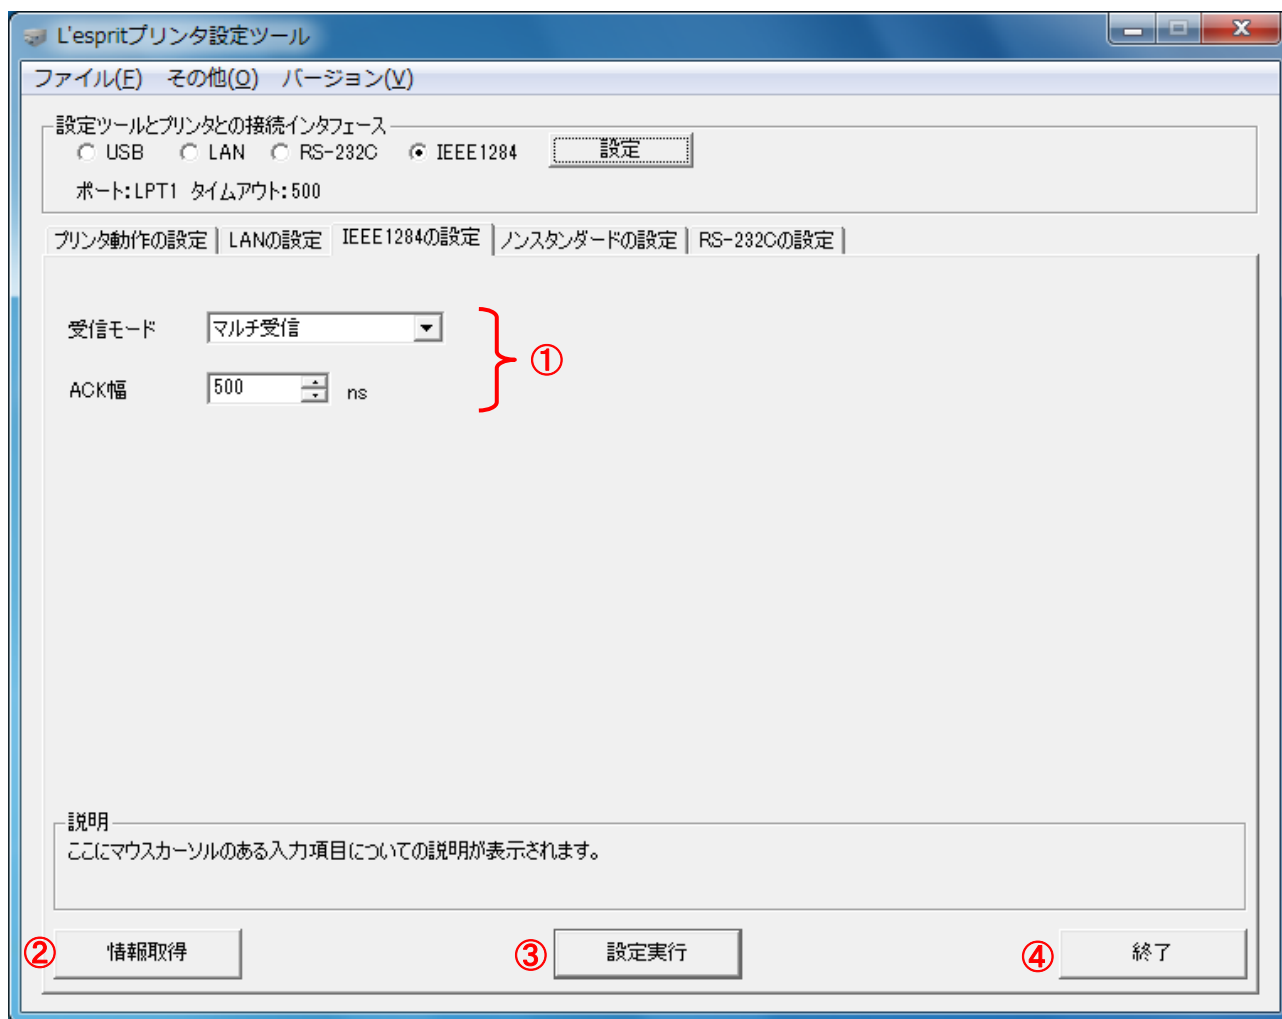 L'espritプリンタ設定ツール
ファイル(F) その他(O) バージョン(V)
設定ツールとプリンタとの接続インタフェース
USB LAN RS-232C IEEE1284 設定
ポート:LPT1 タイムアウト:500
プリンタ動作の設定 LANの設定 IEEE1284の設定 ノンスタンダードの設定 RS-232Cの設定
受信モード マルチ受信
①
ACK幅 500 ns
説明
ここにマウスカーソルのある入力項目についての説明が表示されます。
② 情報取得 ③ 設定実行 ④ 終了